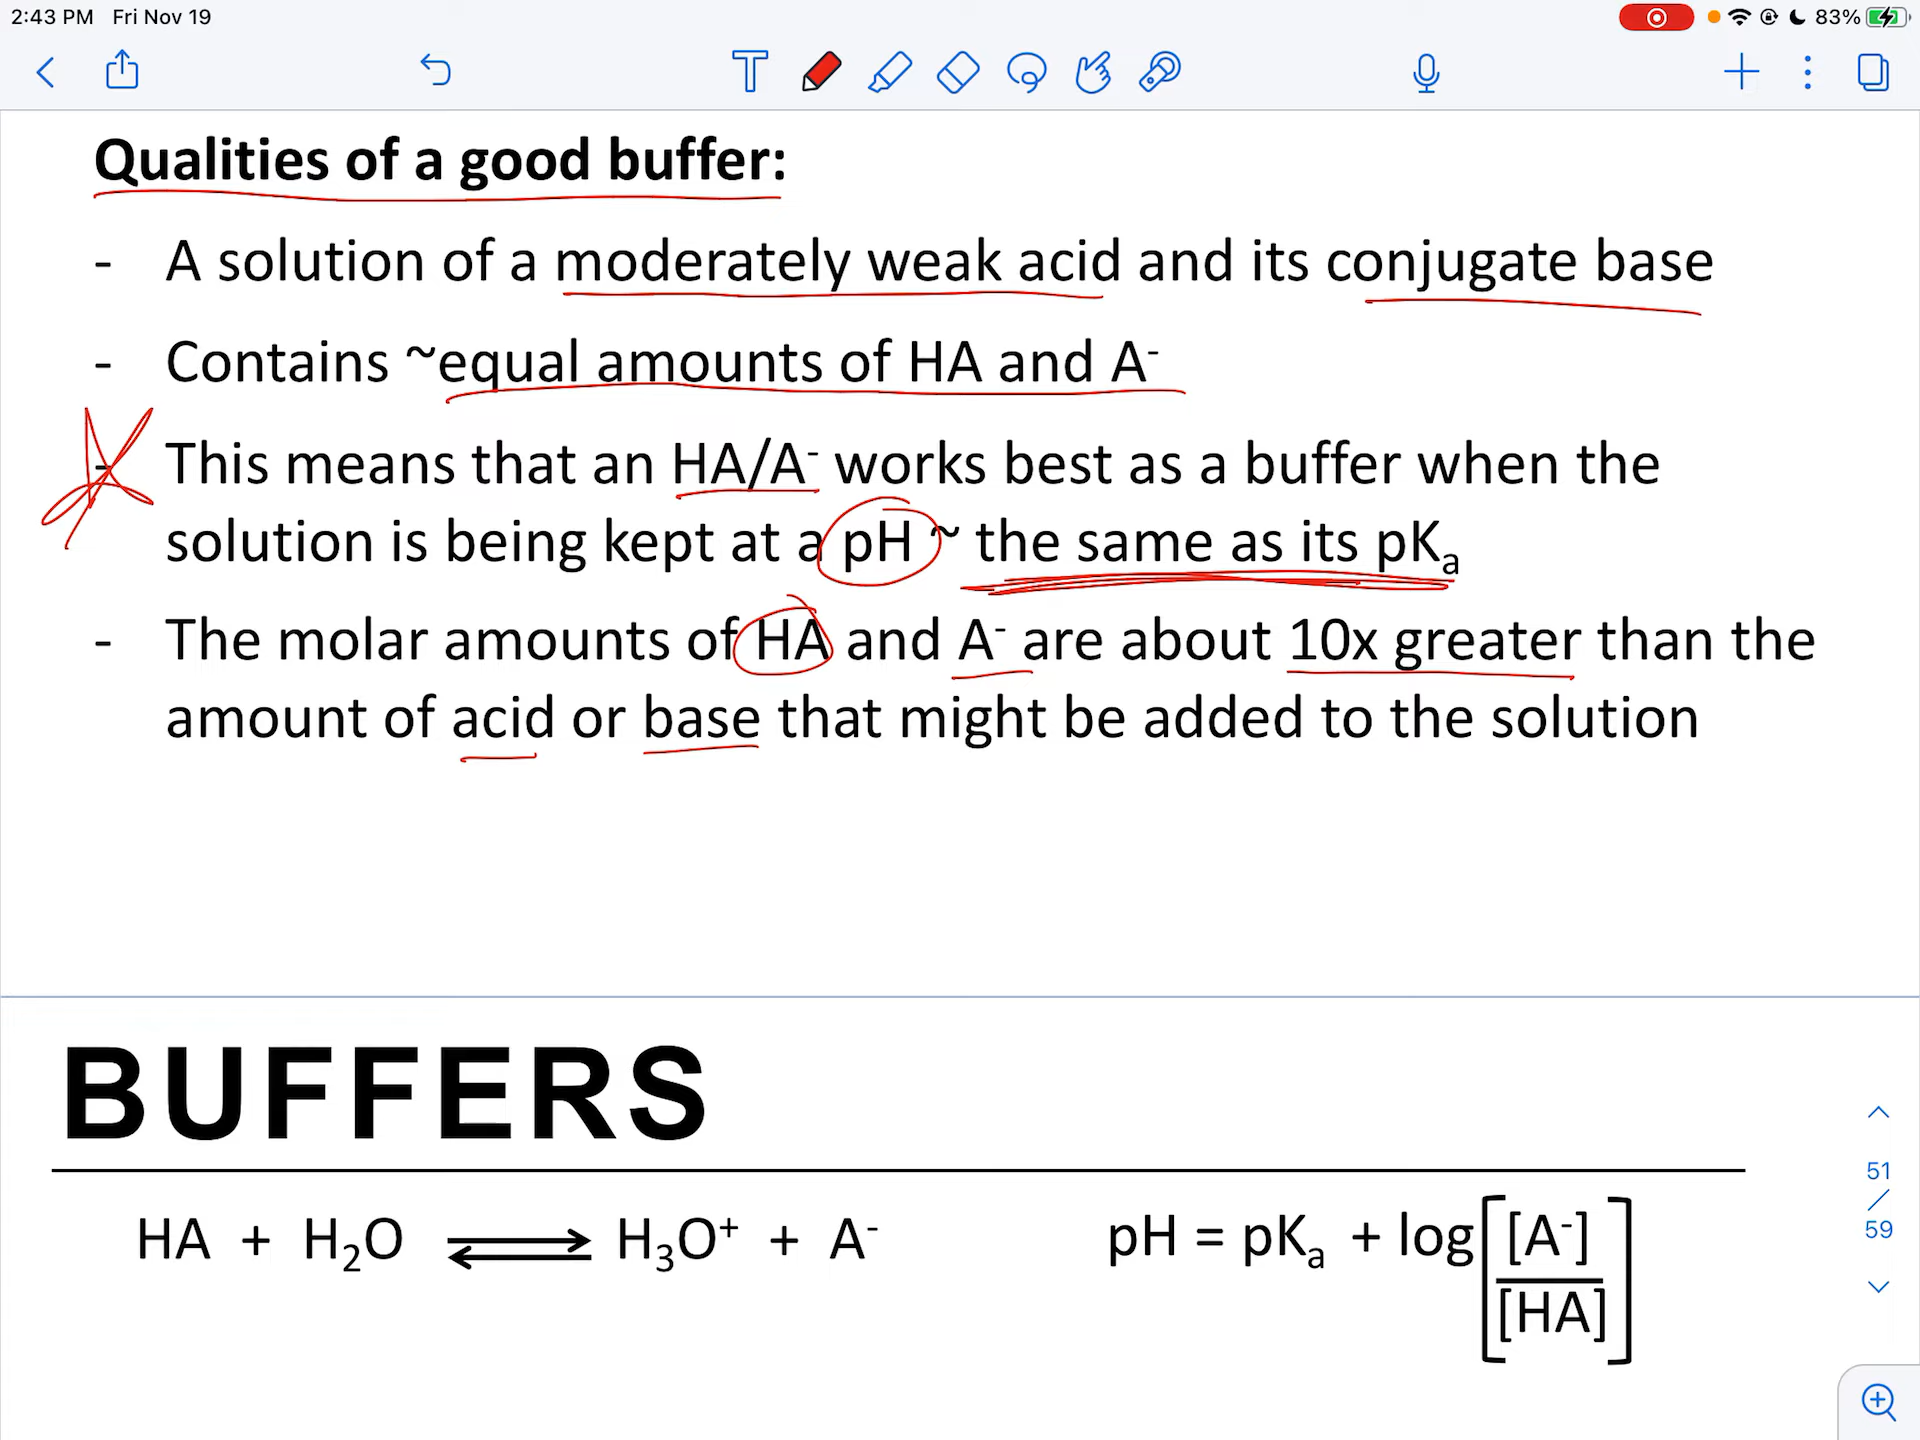 2:43 PM Fri Nov 19 83%
T
Qualities of a good buffer:
- A solution of a moderately weak acid and its conjugate base
- Contains ~equal amounts of HA and A⁻
- This means that an HA/A⁻ works best as a buffer when the
solution is being kept at a pH ~ the same as its pKₐ
- The molar amounts of HA and A⁻ are about 10x greater than the
amount of acid or base that might be added to the solution
BUFFERS
HA + H₂O ⇌ H₃O⁺ + A⁻
pH = pKₐ + log[[A⁻]
[HA]]
51
/
59